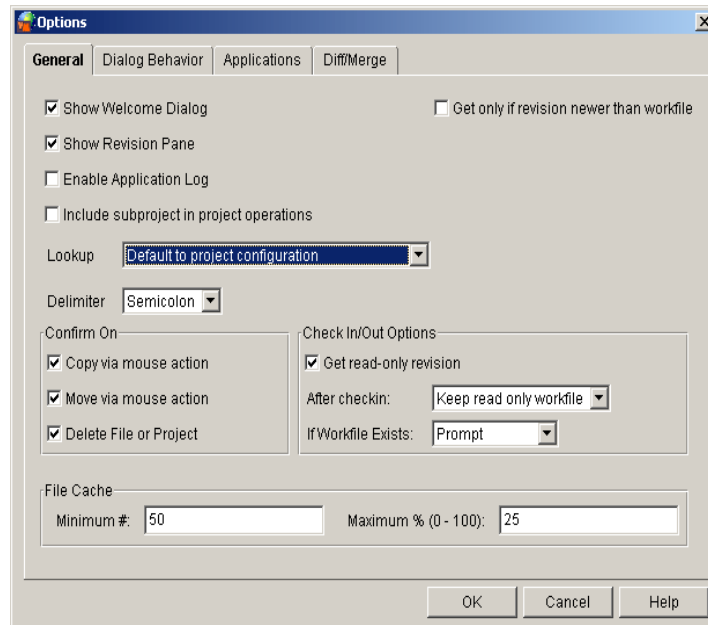 Options
General Dialog Behavior Applications Diff/Merge
Show Welcome Dialog Get only if revision newer than workfile
Show Revision Pane
Enable Application Log
Include subproject in project operations
Lookup Default to project configuration
Delimiter Semicolon
Confirm On Check In/Out Options
Copy via mouse action Get read-only revision
Move via mouse action After checkin: Keep read only workfile
Delete File or Project If Workfile Exists: Prompt
File Cache
Minimum #: 50 Maximum % (0 - 100): 25
OK Cancel Help